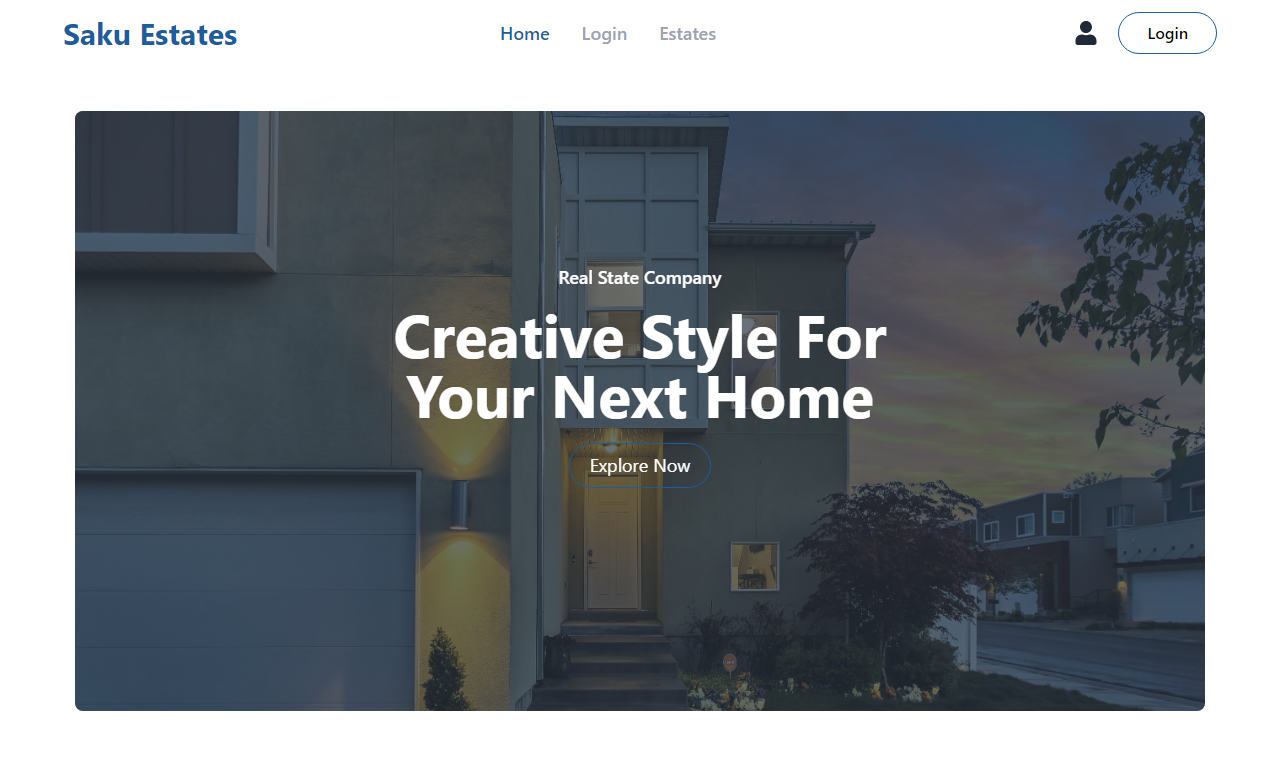 Saku Estates
Home
Login
Estates
Login
Real State Company
Creative Style For
Your Next Home
Explore Now